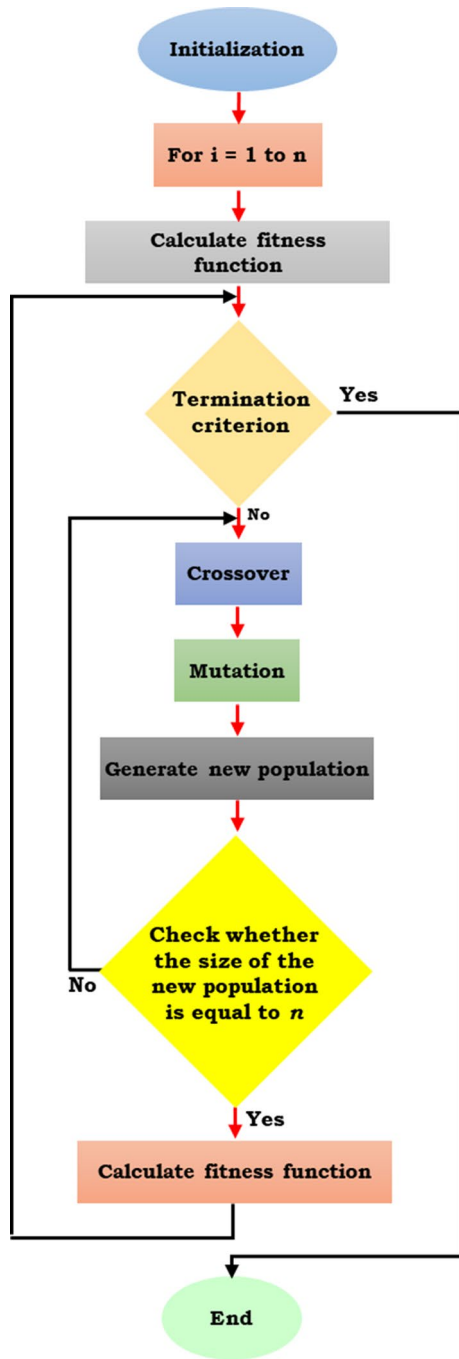 Initialization
For i = 1 to n
Calculate fitness
function
Termination
criterion
Yes
No
Crossover
Mutation
Generate new population
Check whether
the size of the
new population
is equal to n
No
Yes
Calculate fitness function
End